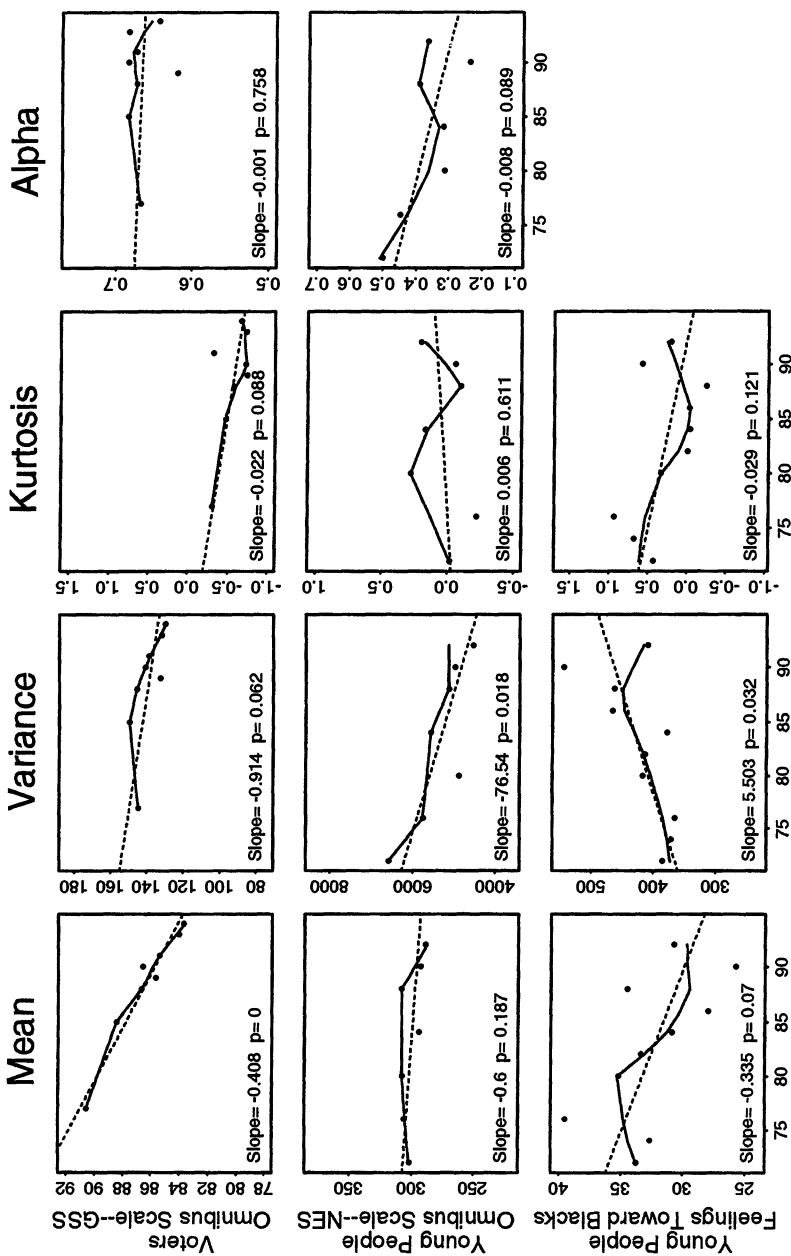 Mean Variance Kurtosis Alpha
Voters
Omnibus Scale--GSS
92 90 88 86 84 82 80 78
Slope= -0.408 p= 0
180 160 140 120 100 80
Slope= -0.914 p= 0.062
1.5 1.0 0.5 0.0 -0.5 -1.0
Slope= -0.022 p= 0.088
0.7 0.6 0.5
Slope= -0.001 p= 0.758
Young People
Omnibus Scale--NES
350 300 250
Slope= -0.6 p= 0.187
8000 6000 4000
Slope= -76.54 p= 0.018
1.0 0.5 0.0 -0.5
Slope= 0.006 p= 0.611
0.7 0.6 0.5 0.4 0.3 0.2 0.1
Slope= -0.008 p= 0.089
75 80 85 90
Young People
Feelings Toward Blacks
40 35 30 25
Slope= -0.335 p= 0.07
75 80 85 90
500 400 300
Slope= 5.503 p= 0.032
75 80 85 90
1.5 1.0 0.5 0.0 -1.0
Slope= -0.029 p= 0.121
75 80 85 90